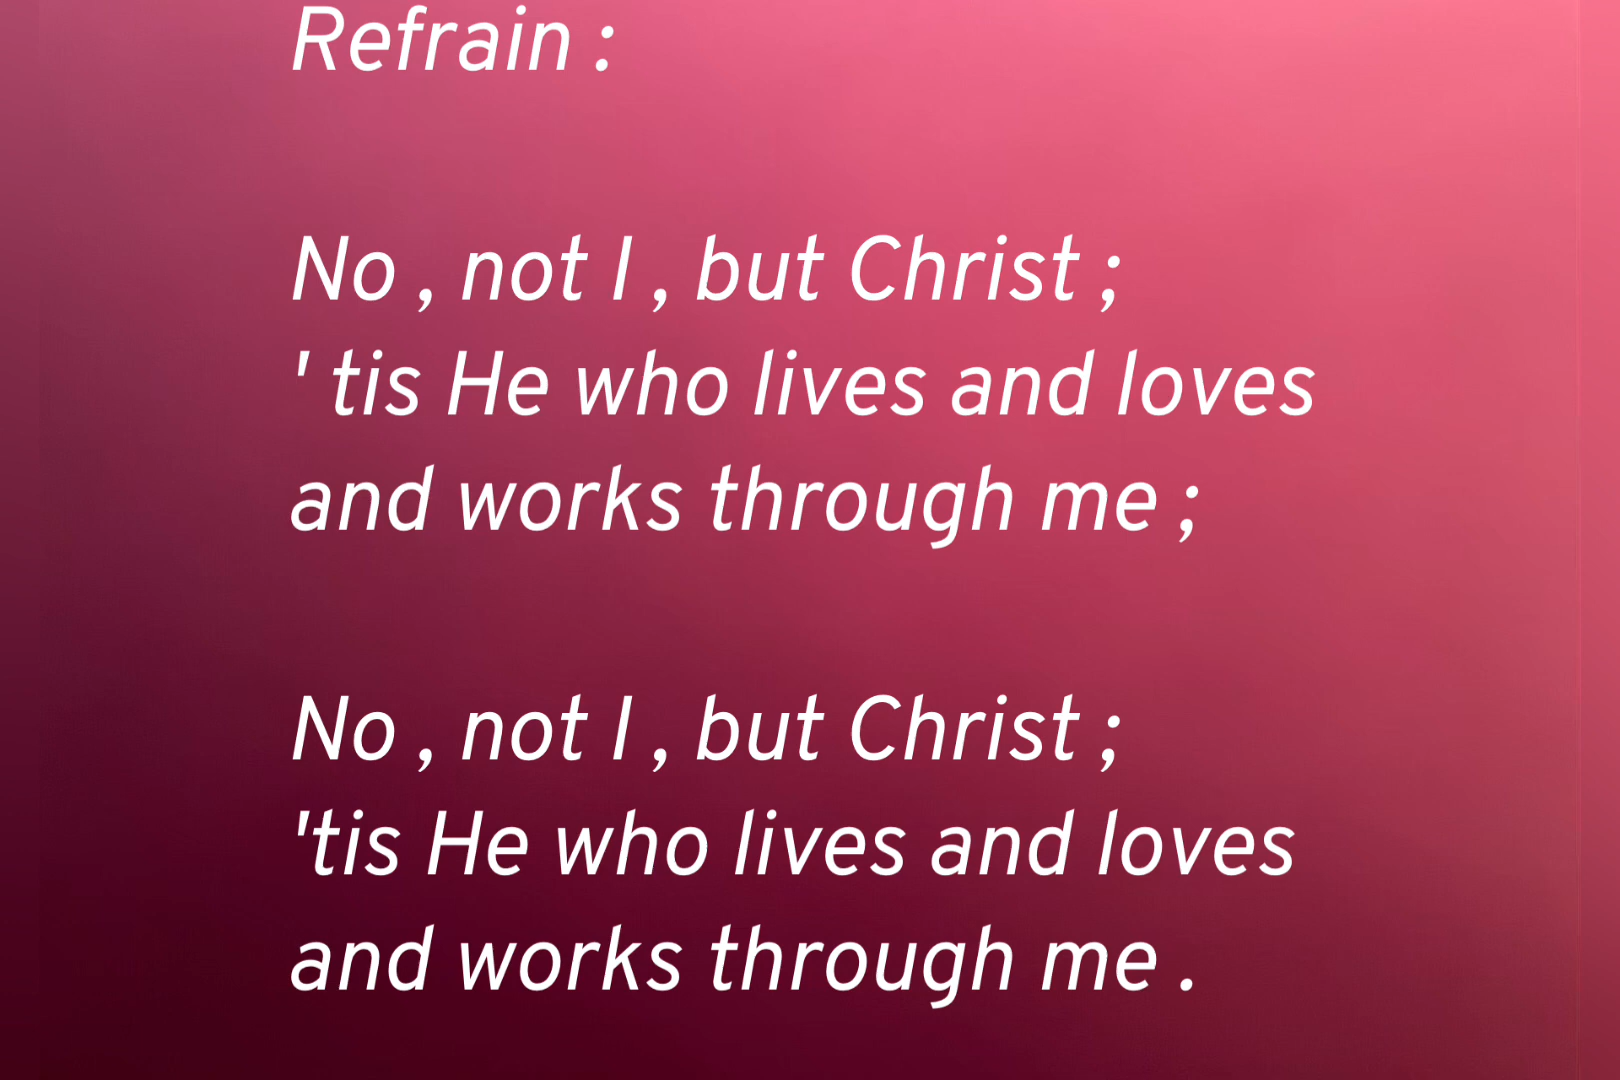 Refrain :
No , not I , but Christ ;
' tis He who lives and loves
and works through me ;
No , not I , but Christ ;
'tis He who lives and loves
and works through me .